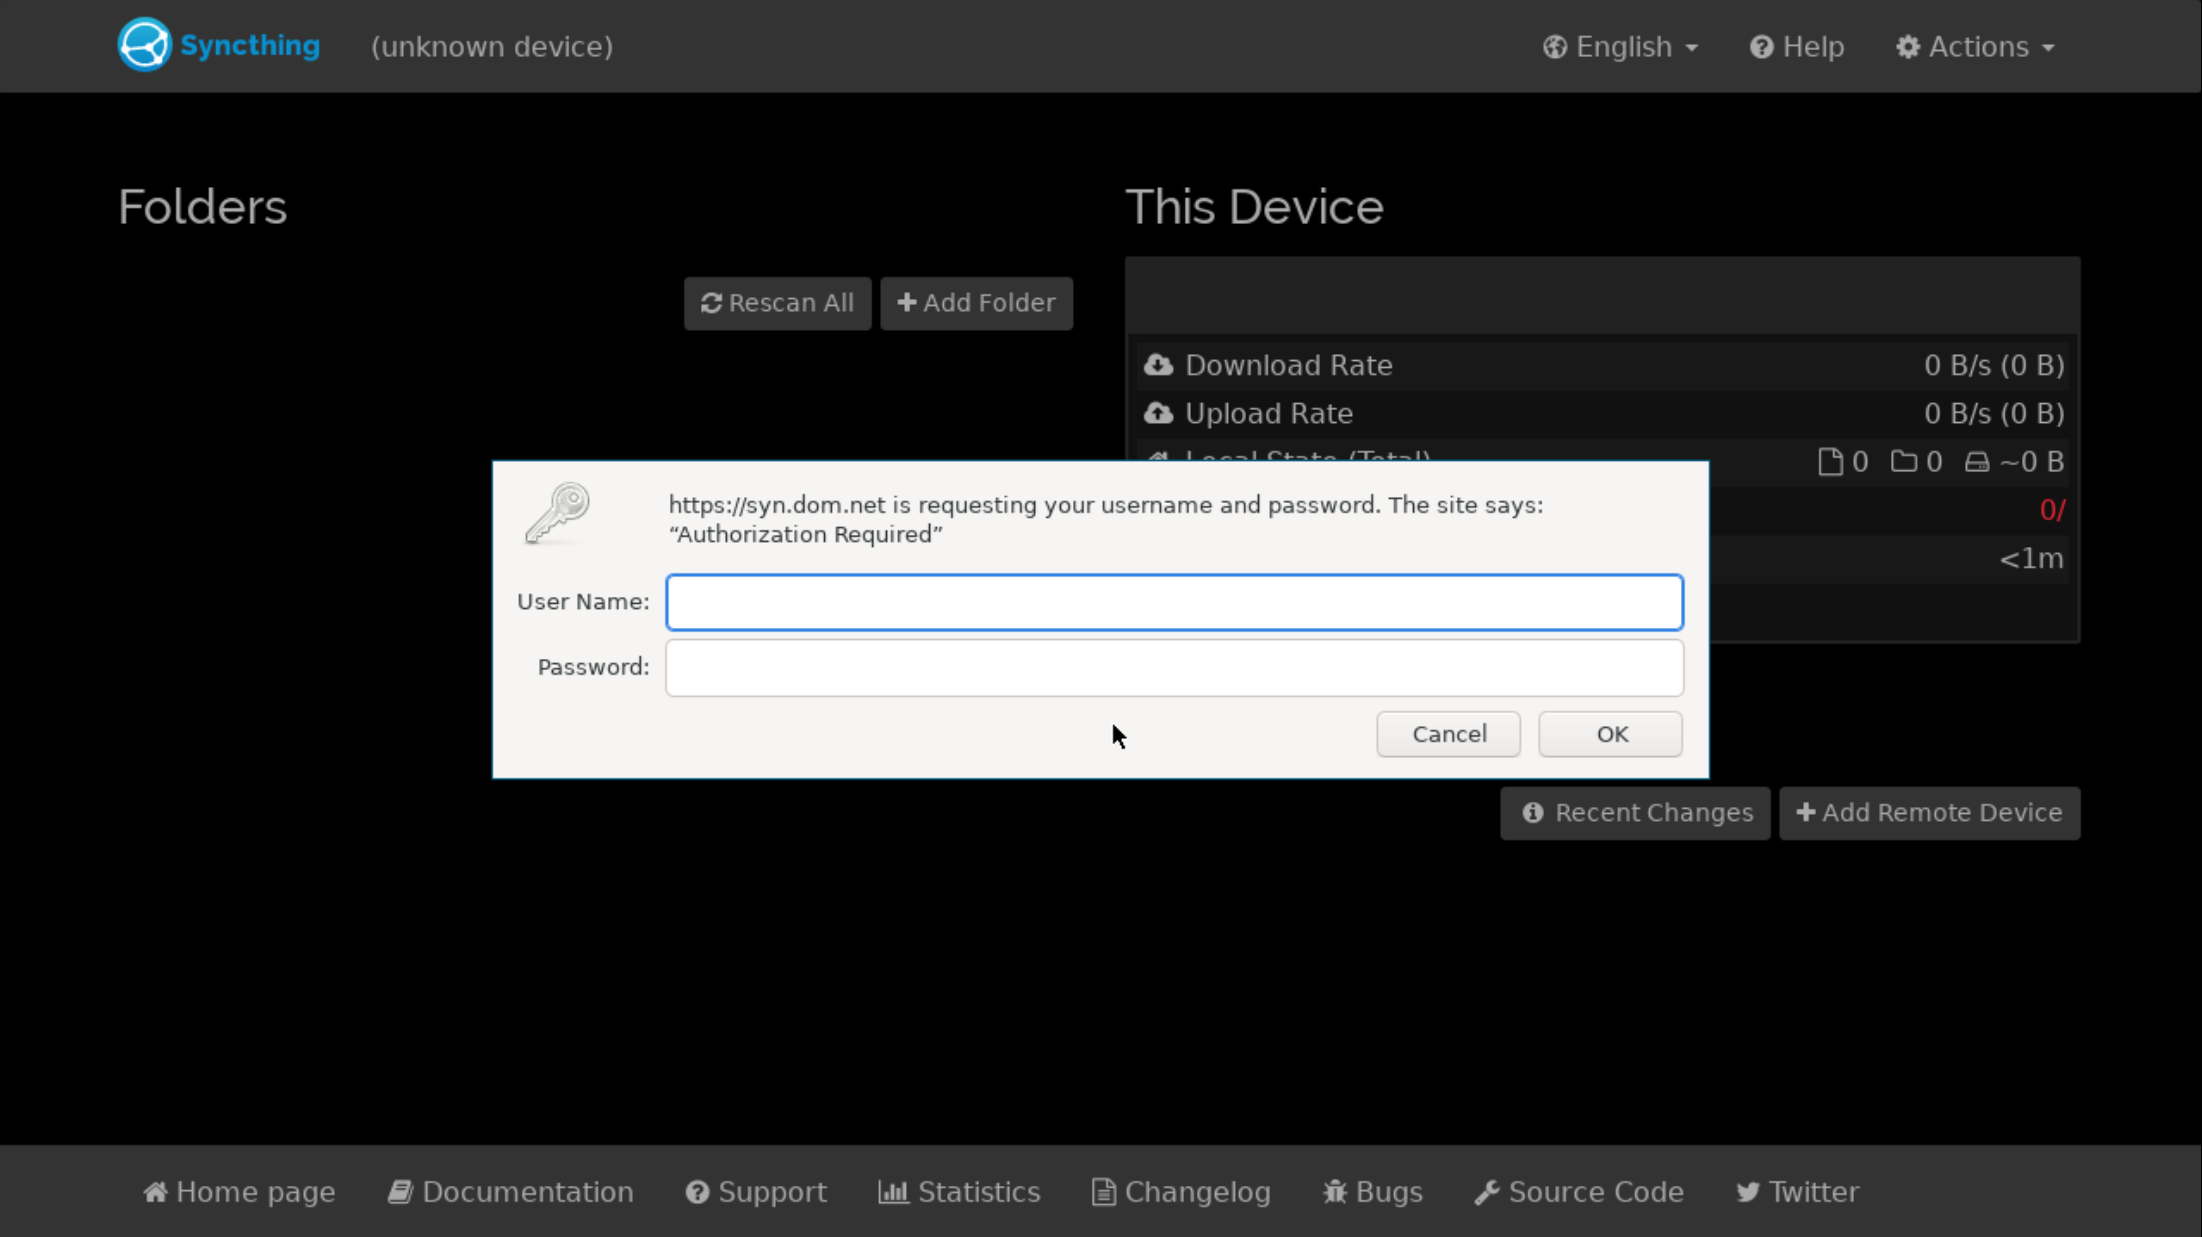 Syncthing (unknown device) English Help Actions
Folders
This Device
Rescan All Add Folder
Download Rate 0 B/s (0 B)
Upload Rate 0 B/s (0 B)
Local State (Total) 0 0 ~0 B
0/
<1m
https://syn.dom.net is requesting your username and password. The site says:
“Authorization Required”
User Name:
Password:
Cancel OK
Recent Changes Add Remote Device
Home page Documentation Support Statistics Changelog Bugs Source Code Twitter